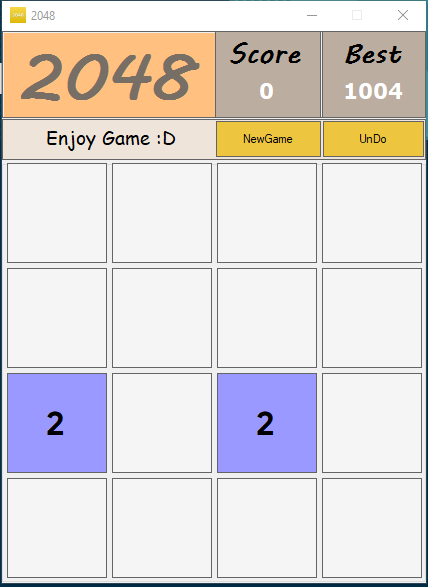 2048
2048
Score
Best
0
1004
Enjoy Game :D
NewGame
UnDo
2
2